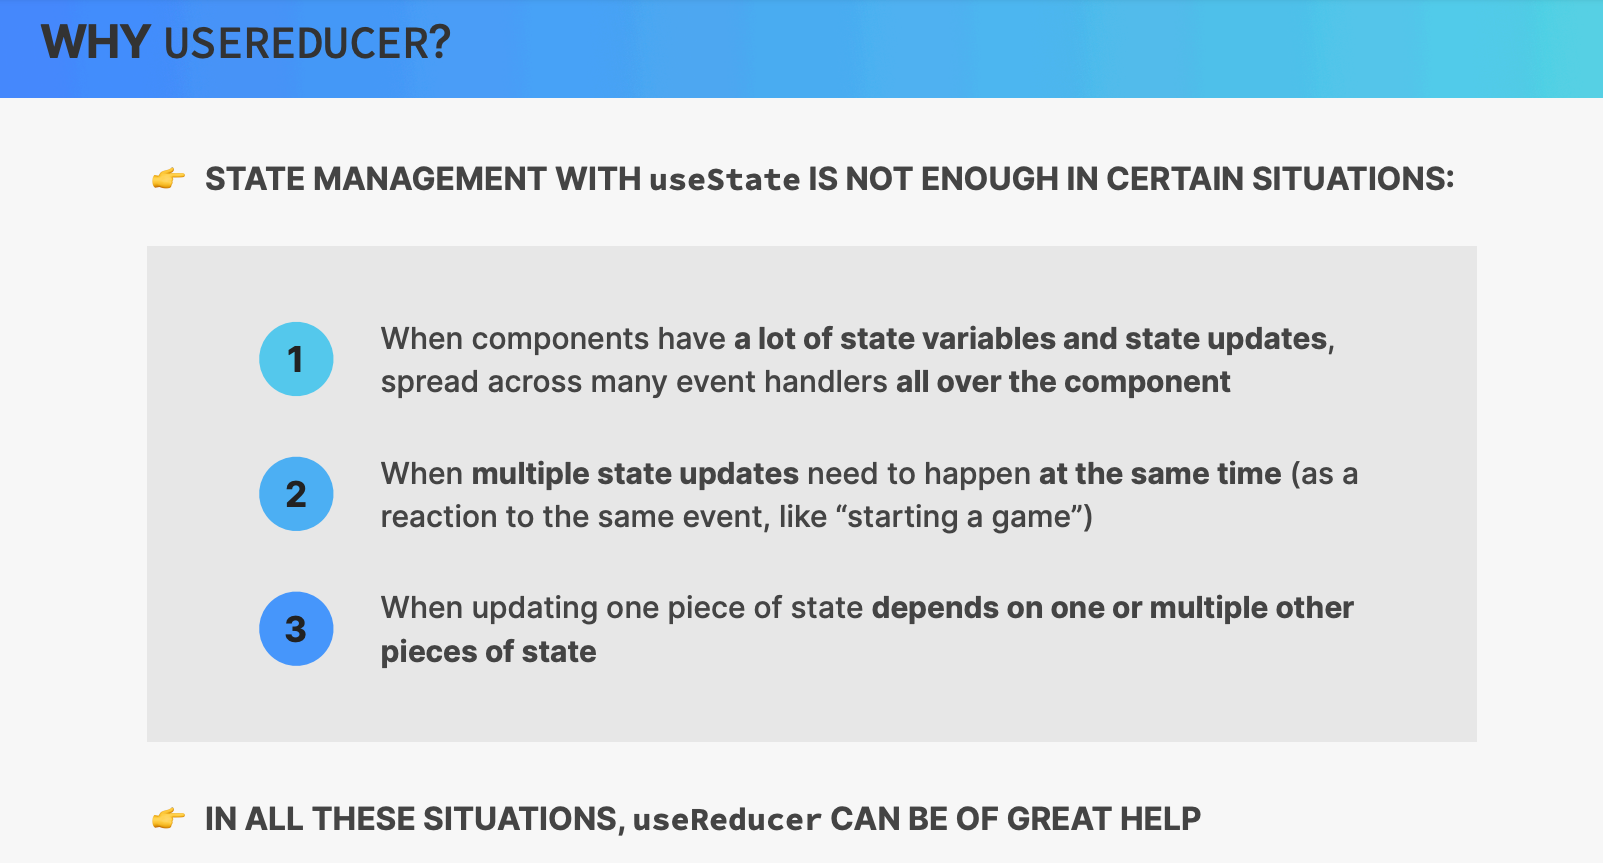 WHY USEREDUCER?
👉 STATE MANAGEMENT WITH useState IS NOT ENOUGH IN CERTAIN SITUATIONS:
1
When components have a lot of state variables and state updates,
spread across many event handlers all over the component
2
When multiple state updates need to happen at the same time (as a
reaction to the same event, like “starting a game”)
3
When updating one piece of state depends on one or multiple other
pieces of state
👉 IN ALL THESE SITUATIONS, useReducer CAN BE OF GREAT HELP